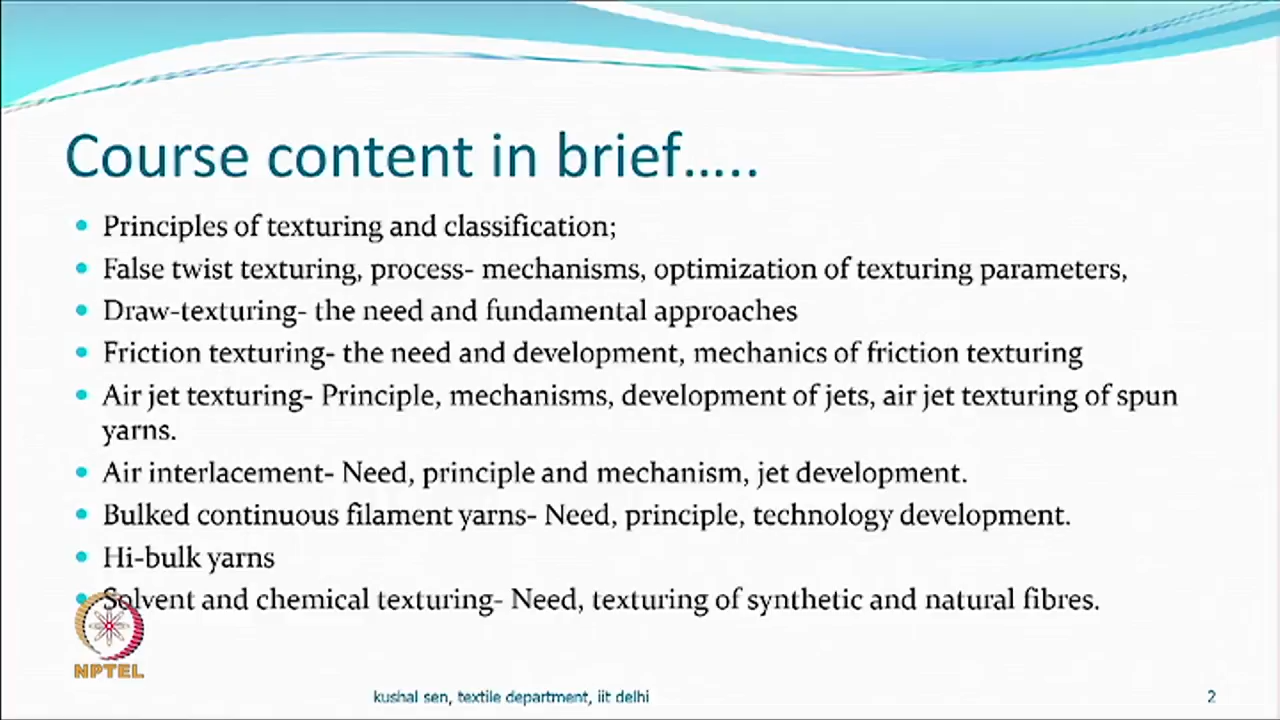 Course content in brief.....
• Principles of texturing and classification;
• False twist texturing, process- mechanisms, optimization of texturing parameters,
• Draw-texturing- the need and fundamental approaches
• Friction texturing- the need and development, mechanics of friction texturing
• Air jet texturing- Principle, mechanisms, development of jets, air jet texturing of spun
yarns.
• Air interlacement- Need, principle and mechanism, jet development.
• Bulked continuous filament yarns- Need, principle, technology development.
• Hi-bulk yarns
• Solvent and chemical texturing- Need, texturing of synthetic and natural fibres.
NPTEL
kushal sen, textile department, iit delhi
2